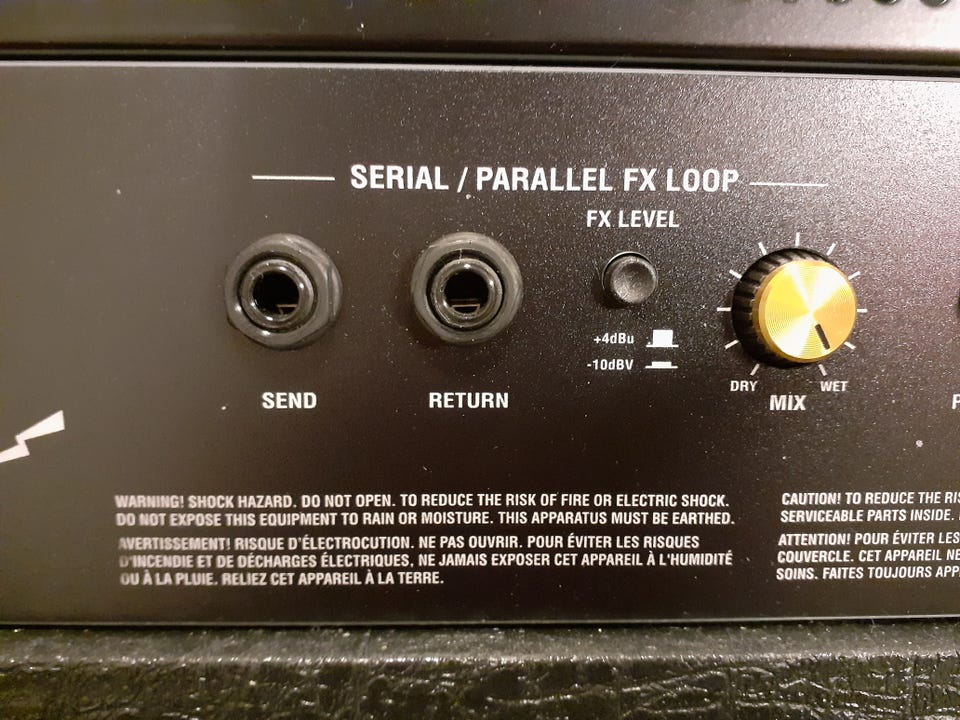 SERIAL / PARALLEL FX LOOP
FX LEVEL
+4dBu
-10dBV
DRY
WET
SEND
RETURN
MIX
WARNING! SHOCK HAZARD. DO NOT OPEN. TO REDUCE THE RISK OF FIRE OR ELECTRIC SHOCK.
DO NOT EXPOSE THIS EQUIPMENT TO RAIN OR MOISTURE. THIS APPARATUS MUST BE EARTHED.
AVERTISSEMENT! RISQUE D'ÉLECTROCUTION. NE PAS OUVRIR. POUR ÉVITER LES RISQUES
D'INCENDIE ET DE DÉCHARGES ÉLECTRIQUES, NE JAMAIS EXPOSER CET APPAREIL À L'HUMIDITÉ
OU À LA PLUIE. RELIEZ CET APPAREIL À LA TERRE.
CAUTION! TO REDUCE THE
SERVICEABLE PARTS INSIDE.
ATTENTION! POUR ÉVITER LES
COUVERCLE. CET APPAREIL
SOINS. FAITES TOUJOURS